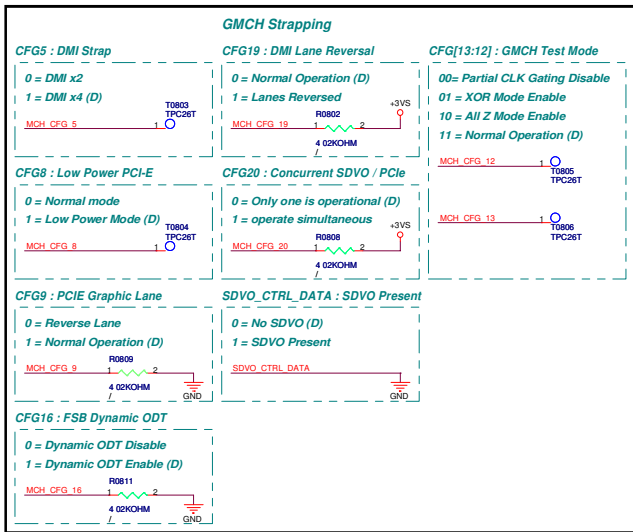 GMCH Strapping
CFG5 : DMI Strap
0 = DMI x2
1 = DMI x4 (D)
T0803
TPC26T
MCH_CFG_5
1
CFG19 : DMI Lane Reversal
0 = Normal Operation (D)
1 = Lanes Reversed
+3VS
R0802
MCH_CFG_19
1
2
4 02KOHM
/
CFG[13:12] : GMCH Test Mode
00= Partial CLK Gating Disable
01 = XOR Mode Enable
10 = All Z Mode Enable
11 = Normal Operation (D)
MCH_CFG_12
1
T0805
TPC26T
MCH_CFG_13
1
T0806
TPC26T
CFG8 : Low Power PCI-E
0 = Normal mode
1 = Low Power Mode (D)
T0804
TPC26T
MCH_CFG_8
1
CFG20 : Concurrent SDVO / PCIe
0 = Only one is operational (D)
1 = operate simultaneous
+3VS
R0808
MCH_CFG_20
1
2
4 02KOHM
/
CFG9 : PCIE Graphic Lane
0 = Reverse Lane
1 = Normal Operation (D)
R0809
MCH_CFG_9
1
2
4 02KOHM
/
GND
SDVO_CTRL_DATA : SDVO Present
0 = No SDVO (D)
1 = SDVO Present
SDVO_CTRL_DATA
GND
CFG16 : FSB Dynamic ODT
0 = Dynamic ODT Disable
1 = Dynamic ODT Enable (D)
R0811
MCH_CFG_16
1
2
4 02KOHM
/
GND